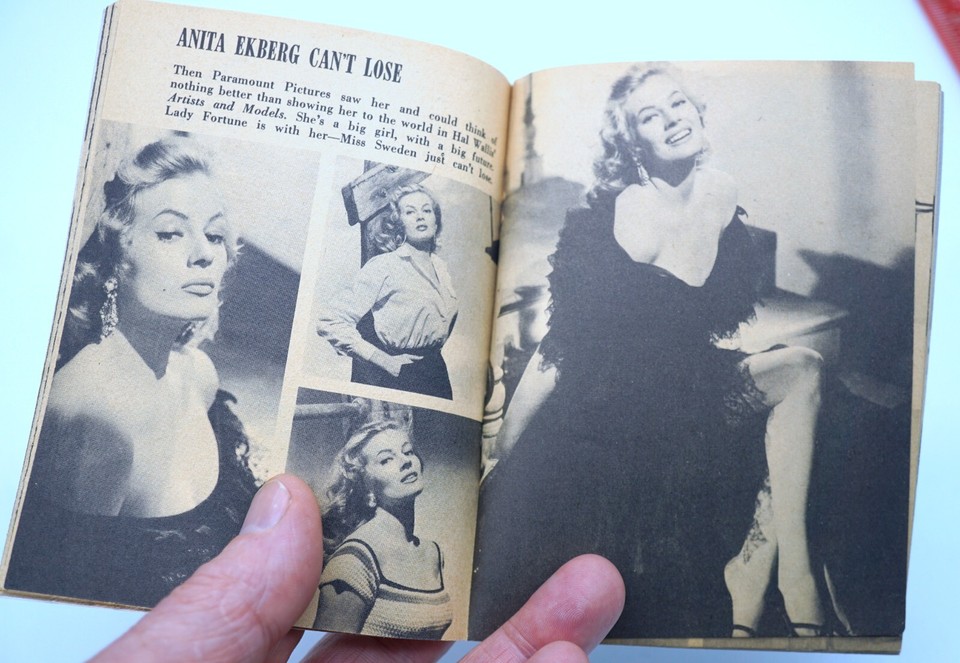 ANITA EKBERG CAN'T LOSE
Then Paramount Pictures saw her and could think of
nothing better than showing her to the world in Hal Wallis'
Artists and Models. She's a big girl, with a big future.
Lady Fortune is with her—Miss Sweden just can't lose.